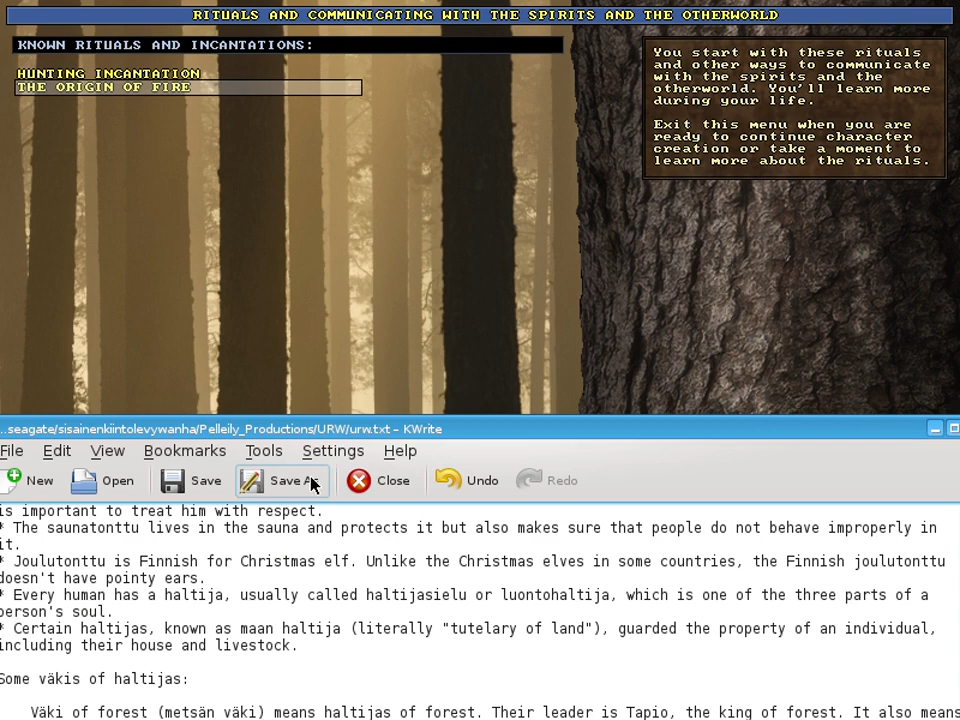 RITUALS AND COMMUNICATING WITH THE SPIRITS AND THE OTHERWORLD
KNOWN RITUALS AND INCANTATIONS:
HUNTING INCANTATION
THE ORIGIN OF FIRE
You start with these rituals
and other ways to communicate
with the spirits and the
otherworld. You'll learn more
during your life.
Exit this menu when you are
ready to continue character
creation or take a moment to
learn more about the rituals.
..seagate/sisainenkiintolevywanha/Pelleily_Productions/URW/urw.txt – KWrite
File Edit View Bookmarks Tools Settings Help
New Open Save Save As Close Undo Redo
is important to treat him with respect.
* The saunatonttu lives in the sauna and protects it but also makes sure that people do not behave improperly in
it.
* Joulutonttu is Finnish for Christmas elf. Unlike the Christmas elves in some countries, the Finnish joulutonttu
doesn't have pointy ears.
* Every human has a haltija, usually called haltijasielu or luontohaltija, which is one of the three parts of a
person's soul.
* Certain haltijas, known as maan haltija (literally "tutelary of land"), guarded the property of an individual,
including their house and livestock.
Some väkis of haltijas:
Väki of forest (metsän väki) means haltijas of forest. Their leader is Tapio, the king of forest. It also means